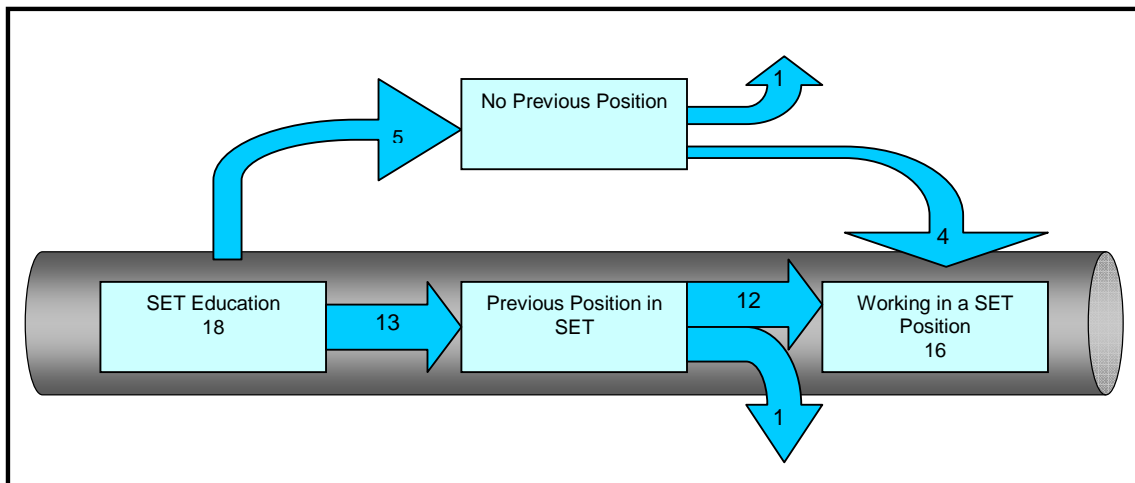 No Previous Position
1
5
4
SET Education
18
13
Previous Position in
SET
12
1
Working in a SET
Position
16